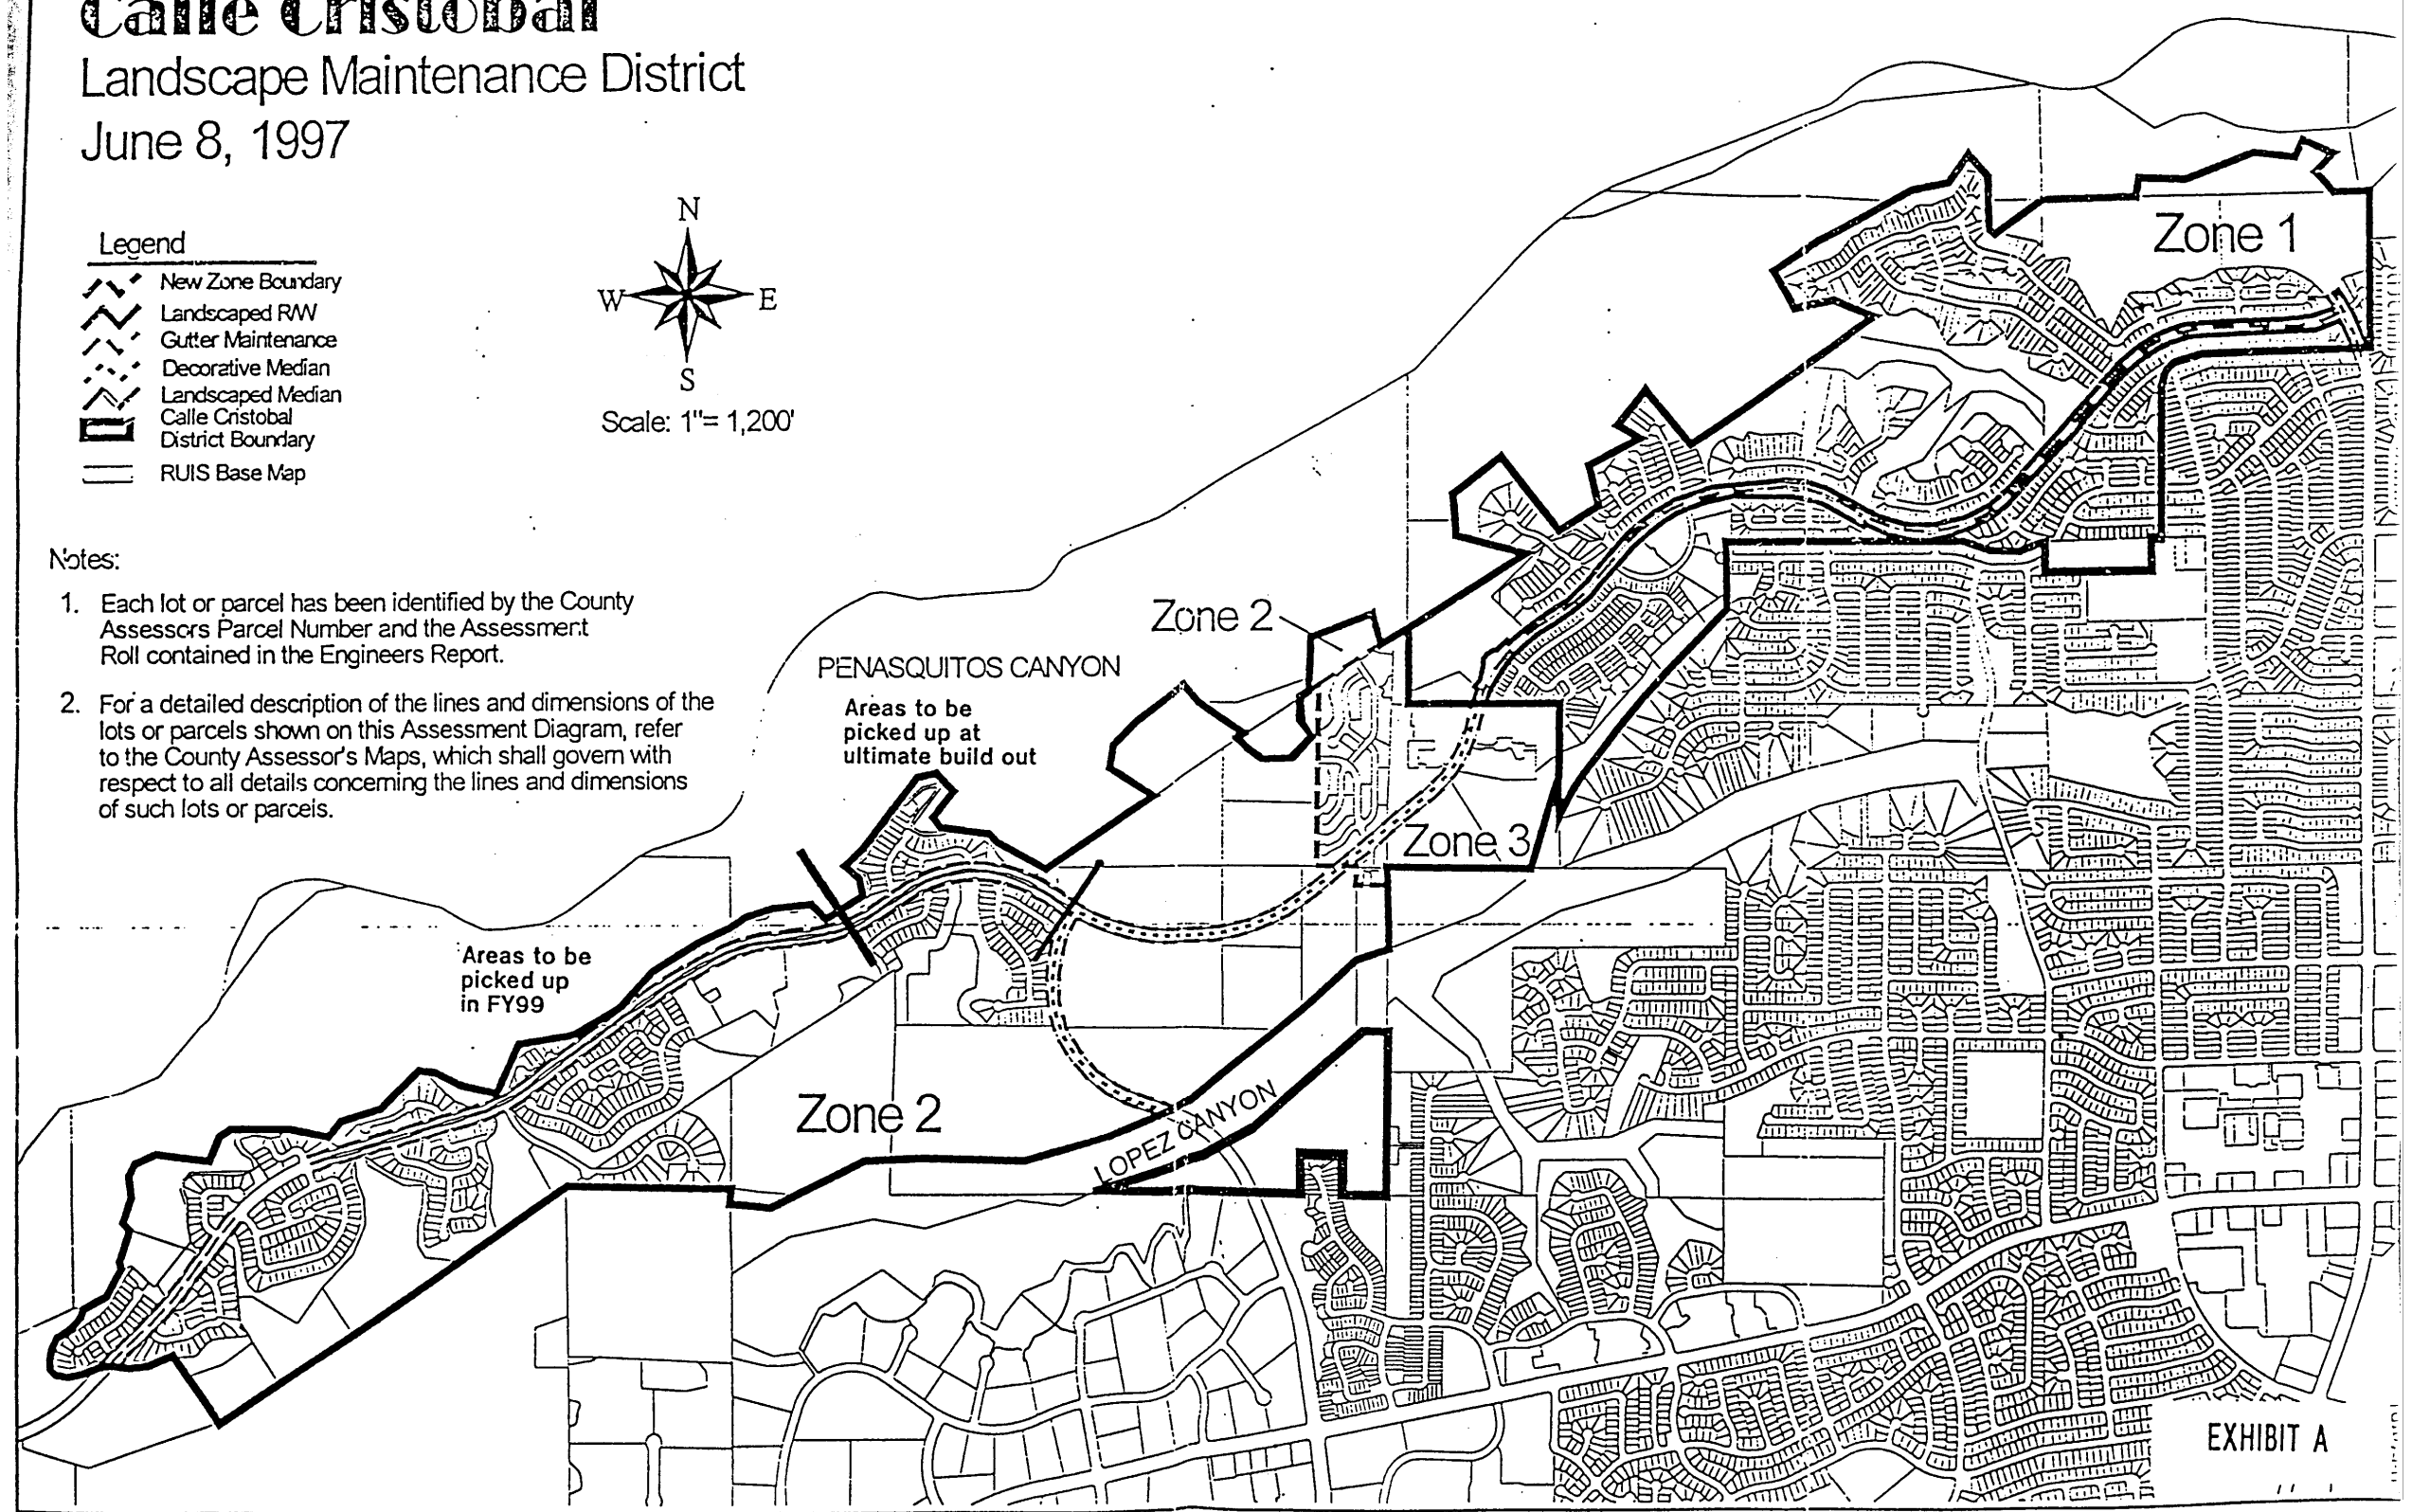 Calle Cristobal
Landscape Maintenance District
June 8, 1997
Legend
New Zone Boundary
Landscaped R/W
Gutter Maintenance
Decorative Median
Landscaped Median
Calle Cristobal
District Boundary
RUIS Base Map
N
W
E
S
Scale: 1"= 1,200'
Notes:
1. Each lot or parcel has been identified by the County
Assessors Parcel Number and the Assessment
Roll contained in the Engineers Report.
2. For a detailed description of the lines and dimensions of the
lots or parcels shown on this Assessment Diagram, refer
to the County Assessor's Maps, which shall govern with
respect to all details concerning the lines and dimensions
of such lots or parcels.
Zone 1
Zone 2
PENASQUITOS CANYON
Areas to be
picked up at
ultimate build out
Zone 3
Areas to be
picked up
in FY99
Zone 2
LOPEZ CANYON
EXHIBIT A